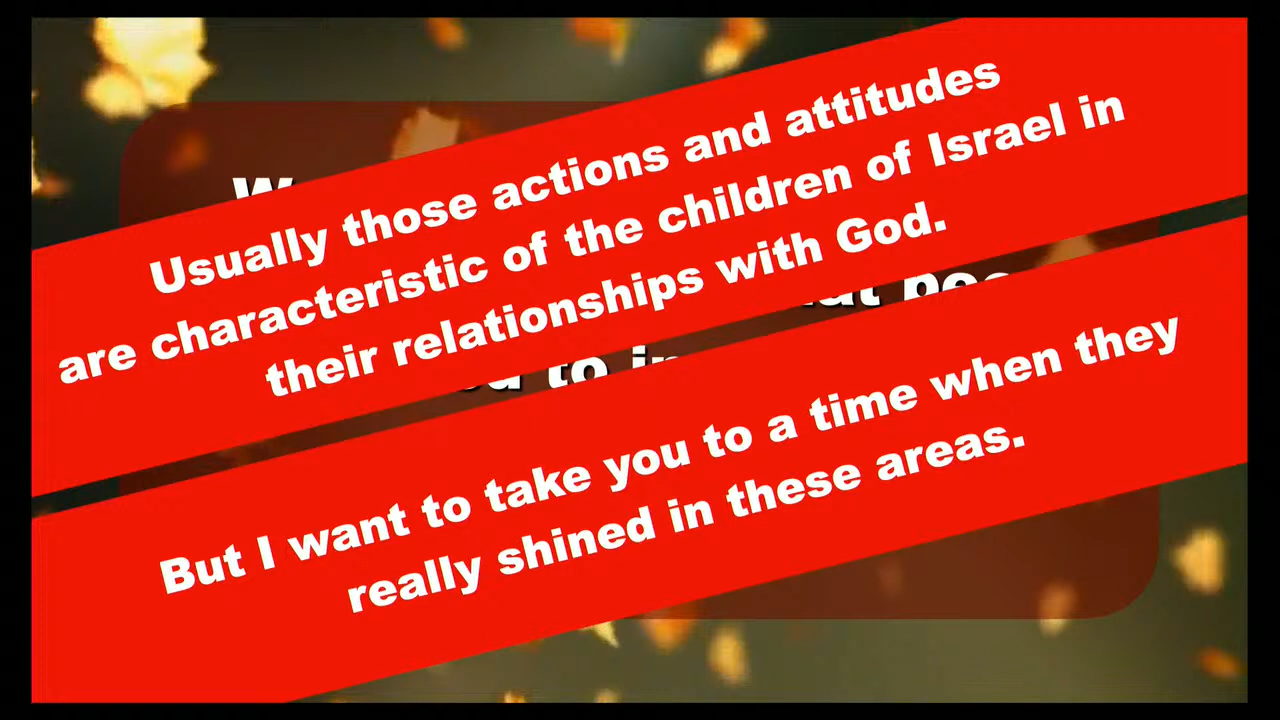 Usually those actions and attitudes
are characteristic of the children of Israel in
their relationships with God.
to
But I want to take you to a time when they
really shined in these areas.